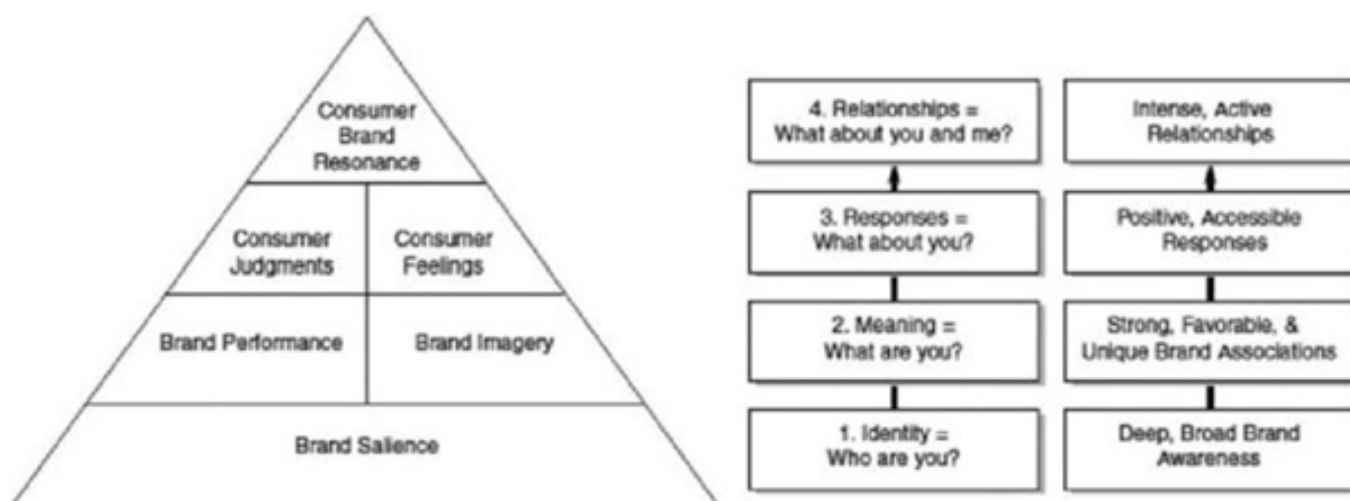 Consumer
Brand
Resonance
Consumer
Judgments
Consumer
Feelings
Brand Performance
Brand Imagery
Brand Salience
4. Relationships =
What about you and me?
Intense, Active
Relationships
3. Responses =
What about you?
Positive, Accessible
Responses
2. Meaning =
What are you?
Strong, Favorable, &
Unique Brand Associations
1. Identity =
Who are you?
Deep, Broad Brand
Awareness